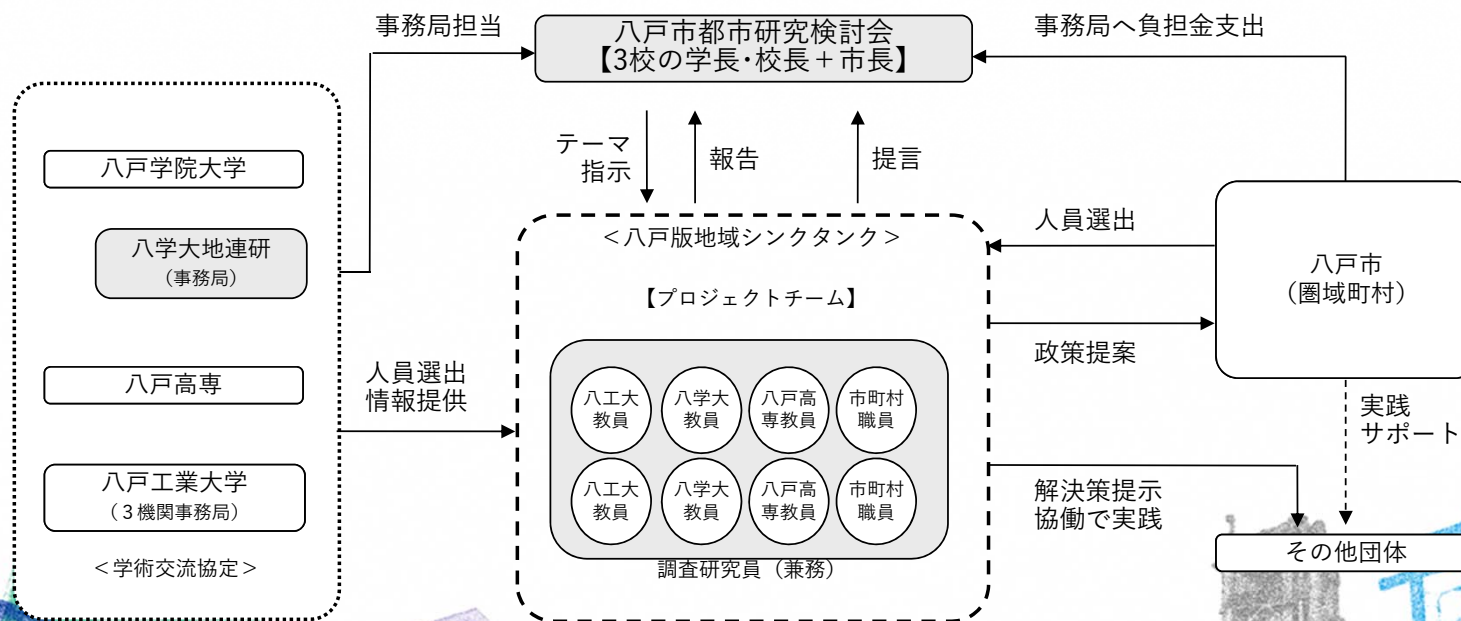 事務局担当
八戸市都市研究検討会
【3校の学長･校長＋市長】
事務局へ負担金支出
八戸学院大学
八学大地連研
（事務局）
八戸高専
八戸工業大学
（３機関事務局）
＜学術交流協定＞
テーマ
指示
報告
提言
人員選出
情報提供
＜八戸版地域シンクタンク＞
【プロジェクトチーム】
八工大
教員
八学大
教員
八戸高
専教員
市町村
職員
八工大
教員
八学大
教員
八戸高
専教員
市町村
職員
調査研究員（兼務）
人員選出
政策提案
解決策提示
協働で実践
八戸市
（圏域町村）
実践
サポート
その他団体